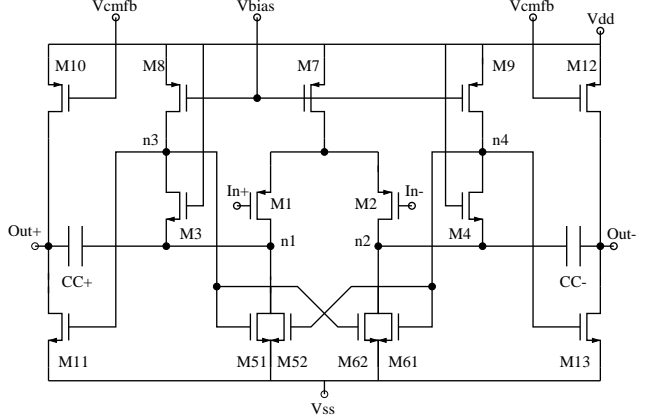 Vcmfb
Vbias
Vcmfb
Vdd
M10
M8
M7
M9
M12
n3
n4
In+
M1
M2
In-
Out+
M3
n1
n2
M4
Out-
CC+
CC-
M11
M51
M52
M62
M61
M13
Vss